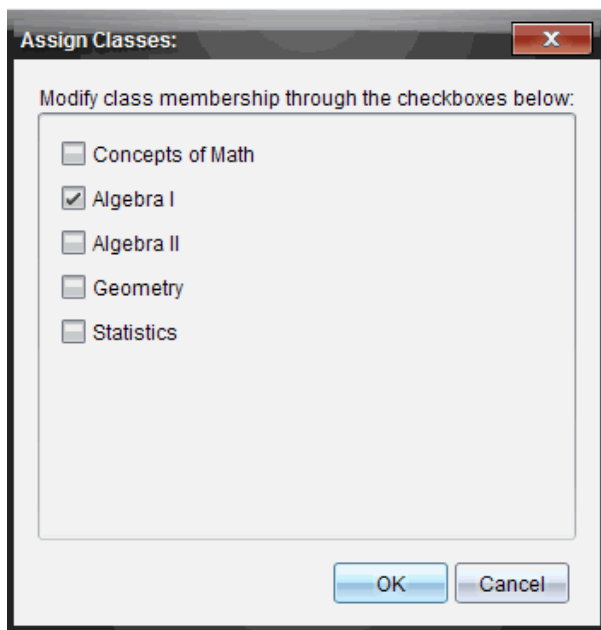 Assign Classes:
Modify class membership through the checkboxes below:
Concepts of Math
Algebra I
Algebra II
Geometry
Statistics
OK Cancel